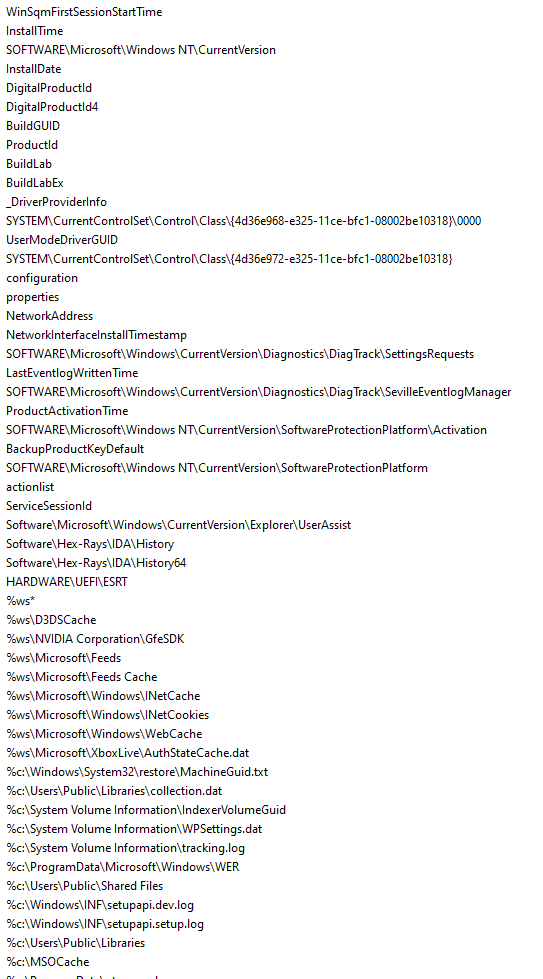 WinSqmFirstSessionStartTime
InstallTime
SOFTWARE\Microsoft\Windows NT\CurrentVersion
InstallDate
DigitalProductId
DigitalProductId4
BuildGUID
ProductId
BuildLab
BuildLabEx
_DriverProviderInfo
SYSTEM\CurrentControlSet\Control\Class\{4d36e968-e325-11ce-bfc1-08002be10318}\0000
UserModeDriverGUID
SYSTEM\CurrentControlSet\Control\Class\{4d36e972-e325-11ce-bfc1-08002be10318}
configuration
properties
NetworkAddress
NetworkInterfaceInstallTimestamp
SOFTWARE\Microsoft\Windows\CurrentVersion\Diagnostics\DiagTrack\SettingsRequests
LastEventlogWrittenTime
SOFTWARE\Microsoft\Windows\CurrentVersion\Diagnostics\DiagTrack\SevilleEventlogManager
ProductActivationTime
SOFTWARE\Microsoft\Windows NT\CurrentVersion\SoftwareProtectionPlatform\Activation
BackupProductKeyDefault
SOFTWARE\Microsoft\Windows NT\CurrentVersion\SoftwareProtectionPlatform
actionlist
ServiceSessionId
Software\Microsoft\Windows\CurrentVersion\Explorer\UserAssist
Software\Hex-Rays\IDA\History
Software\Hex-Rays\IDA\History64
HARDWARE\UEFI\ESRT
%ws*
%ws\D3DSCache
%ws\NVIDIA Corporation\GfeSDK
%ws\Microsoft\Feeds
%ws\Microsoft\Feeds Cache
%ws\Microsoft\Windows\INetCache
%ws\Microsoft\Windows\INetCookies
%ws\Microsoft\Windows\WebCache
%ws\Microsoft\XboxLive\AuthStateCache.dat
%c:\Windows\System32\restore\MachineGuid.txt
%c:\Users\Public\Libraries\collection.dat
%c:\System Volume Information\IndexerVolumeGuid
%c:\System Volume Information\WPSettings.dat
%c:\System Volume Information\tracking.log
%c:\ProgramData\Microsoft\Windows\WER
%c:\Users\Public\Shared Files
%c:\Windows\INF\setupapi.dev.log
%c:\Windows\INF\setupapi.setup.log
%c:\Users\Public\Libraries
%c:\MSOCache